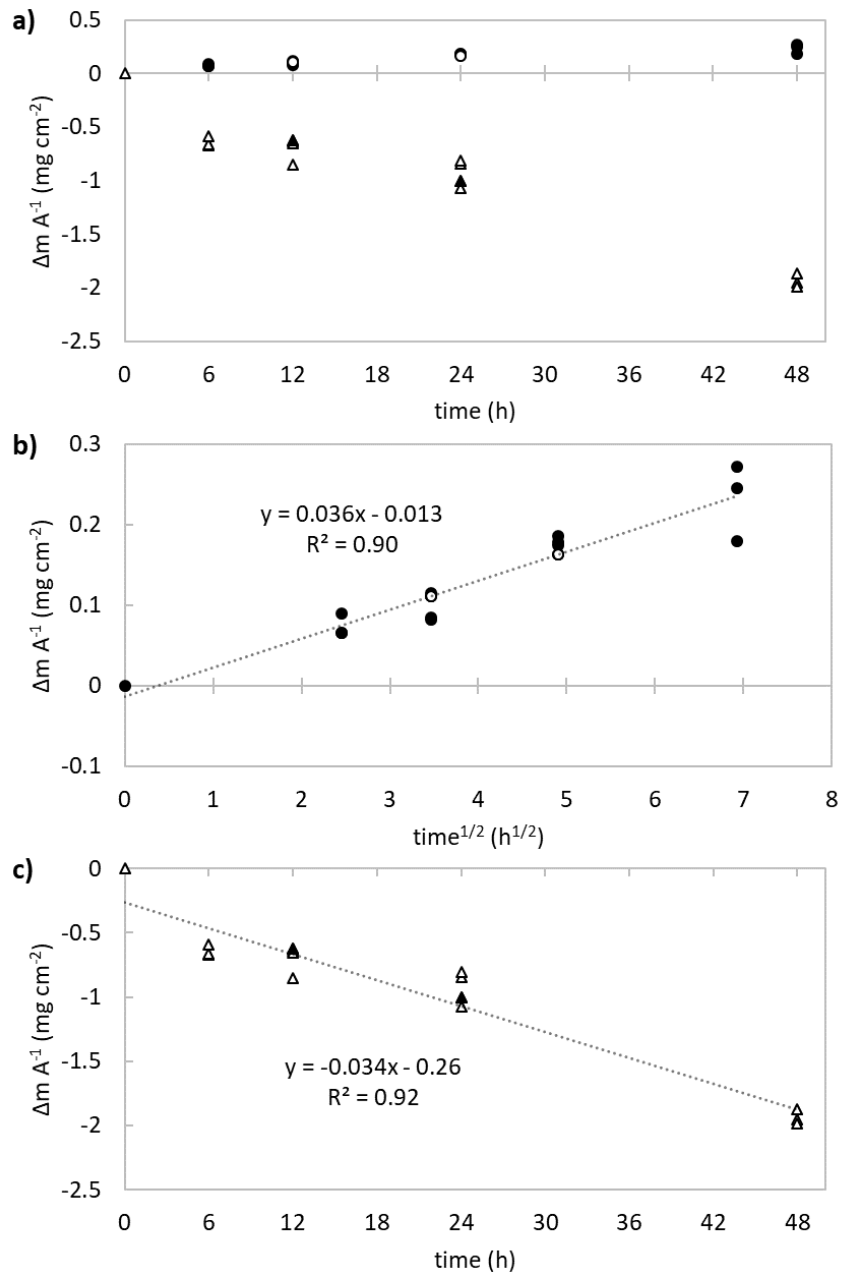 a)
0.5
0
-0.5
-1
-1.5
-2
-2.5
Δm A⁻¹ (mg cm⁻²)
0 6 12 24 30 36 42 48
time (h)
b)
0.3
0.2
0.1
0
-0.1
Δm A⁻¹ (mg cm⁻²)
y = 0.036x - 0.013
R² = 0.90
0 1 2 3 4 5 6 7 8
time¹/² (h¹/²)
c)
0
-0.5
-1
-1.5
-2
-2.5
Δm A⁻¹ (mg cm⁻²)
y = -0.034x - 0.26
R² = 0.92
0 6 12 24 30 36 42 48
time (h)